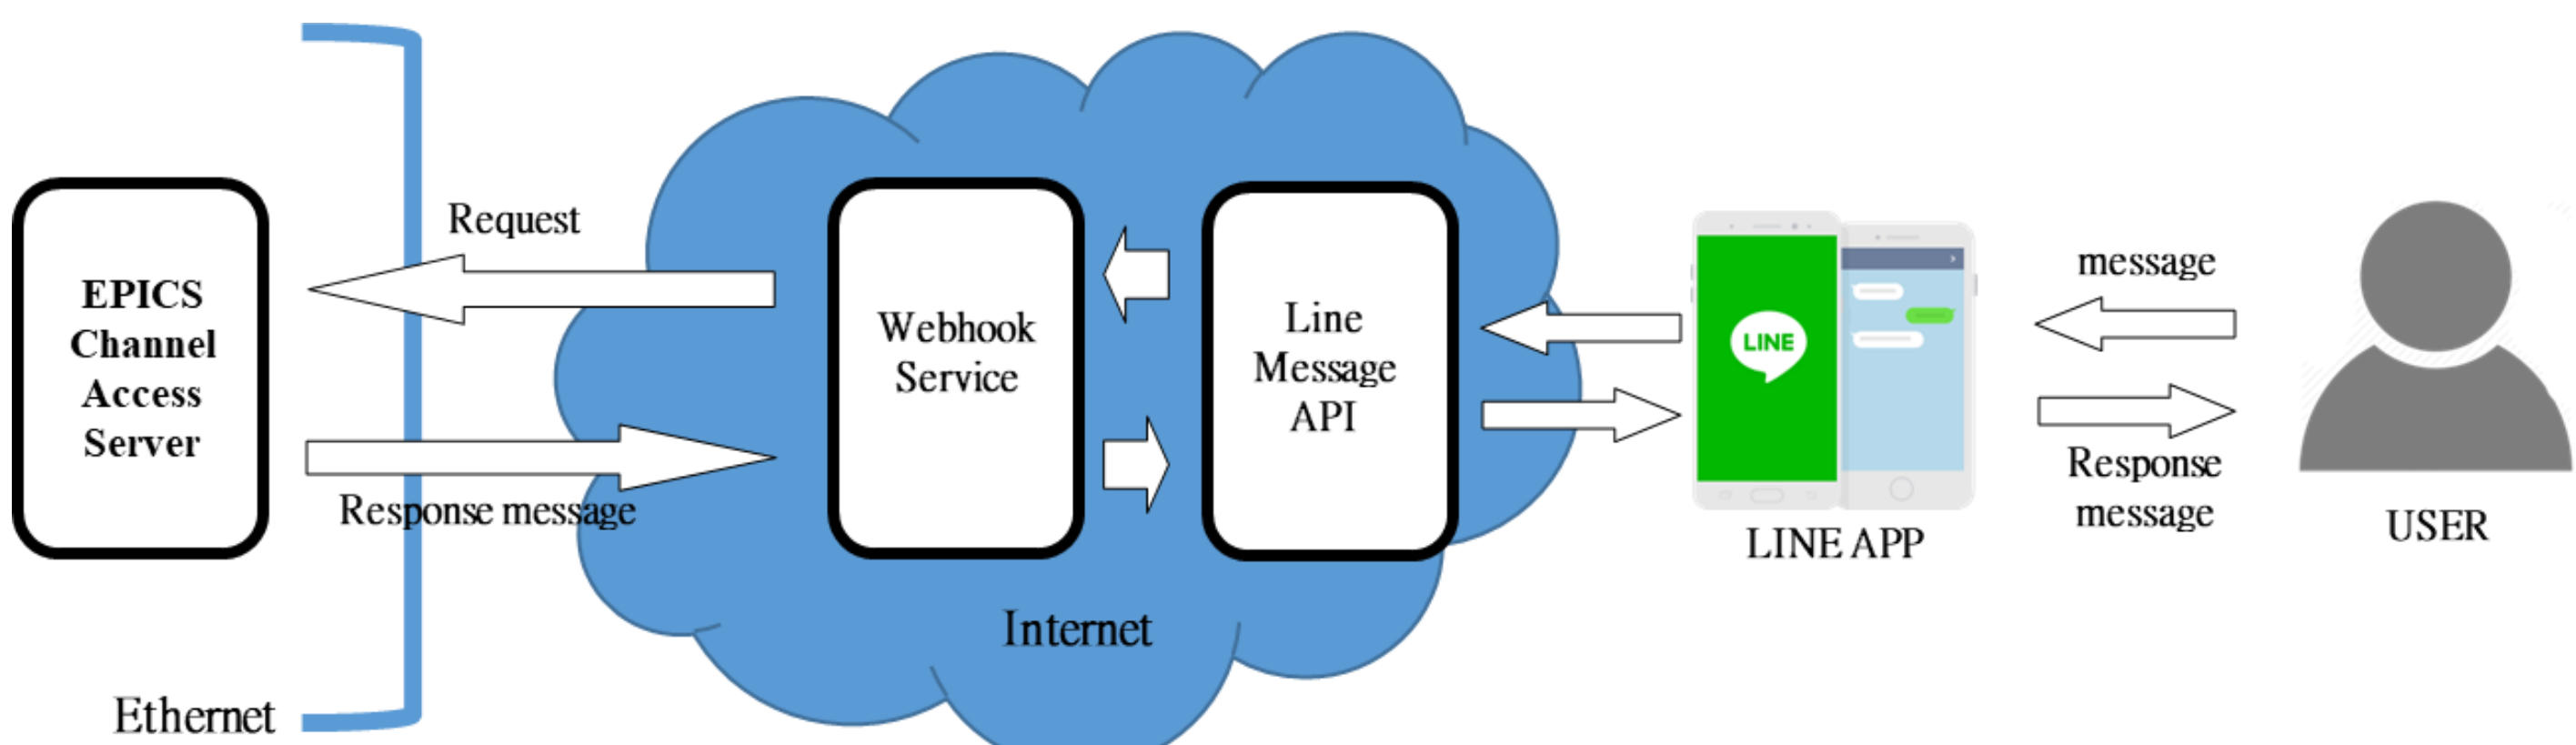 EPICS
Channel
Access
Server
Ethernet
Request
Response message
Webhook
Service
Line
Message
API
Internet
LINE
LINE APP
message
Response
message
USER